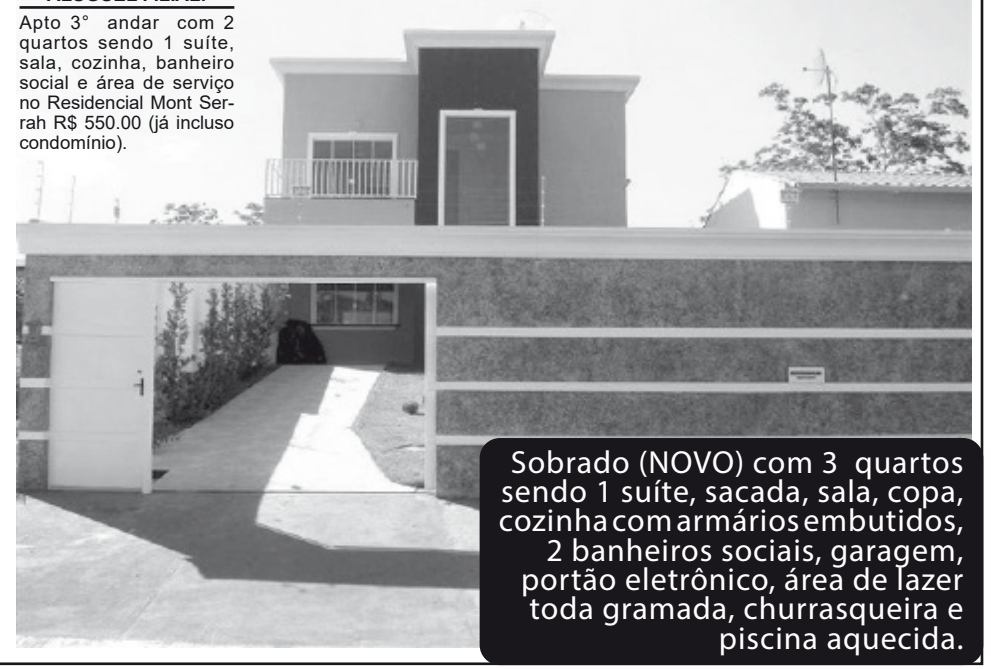 Apto 3° andar com 2
quartos sendo 1 suíte,
sala, cozinha, banheiro
social e área de serviço
no Residencial Mont Ser-
rah R$ 550.00 (já incluso
condomínio).
Sobrado (NOVO) com 3 quartos
sendo 1 suíte, sacada, sala, copa,
cozinha com armários embutidos,
2 banheiros sociais, garagem,
portão eletrônico, área de lazer
toda gramada, churrasqueira e
piscina aquecida.